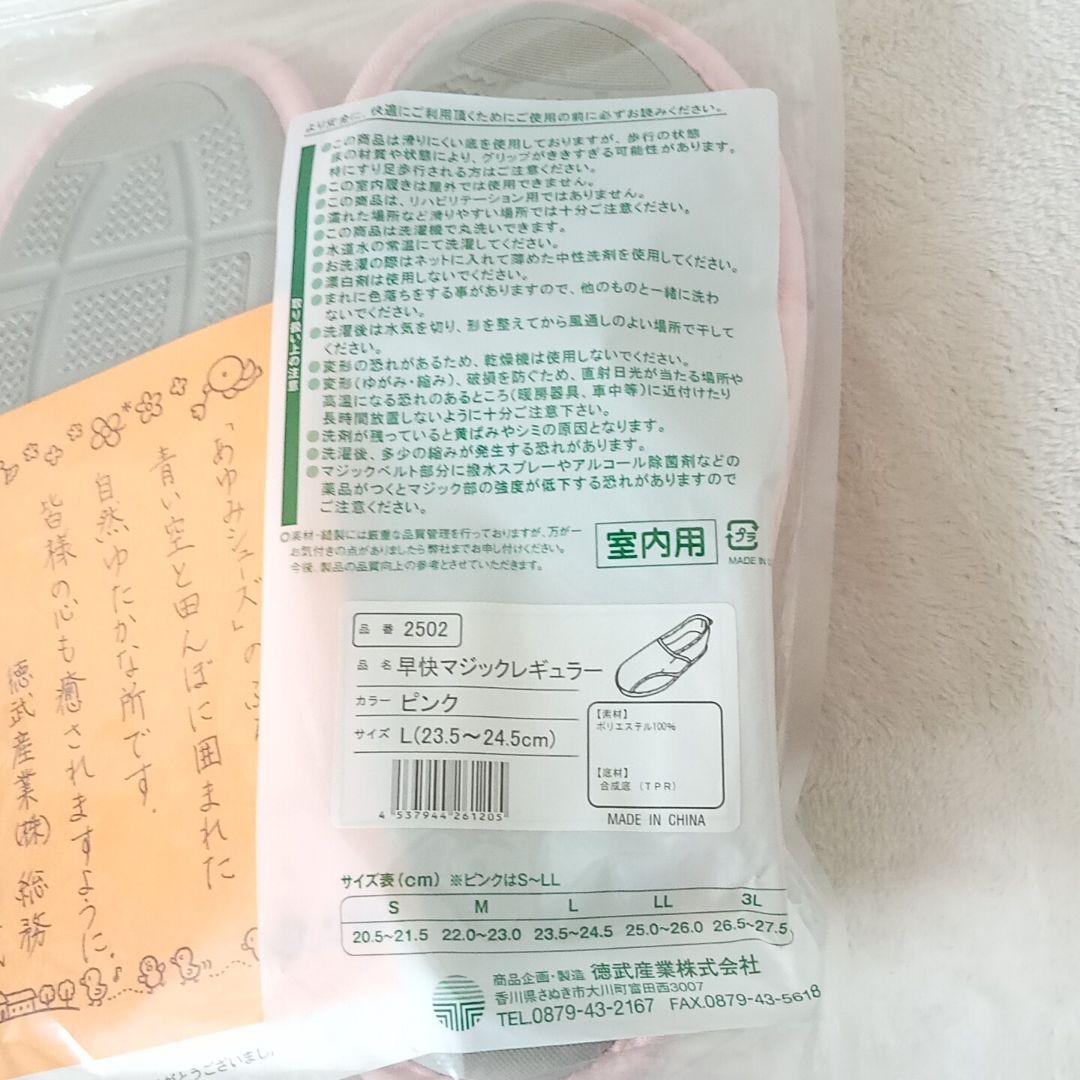 より安全に、快適にご利用頂くためにご使用の前に必ずお読みください。
取り扱い上の注意
●この商品は滑りにくい底を使用しておりますが、歩行の状態
床の材質や状態により、グリップがききすぎる可能性があります。
特にすり足歩行される方はご注意ください。
●この室内履きは屋外では使用できません。
●この商品は、リハビリテーション用ではありません。
●濡れた場所など滑りやすい場所では十分ご注意ください。
●この商品は洗濯機で丸洗いできます。
●水道水の常温にて洗濯してください。
●お洗濯の際はネットに入れて薄めた中性洗剤を使用してください。
●漂白剤は使用しないでください。
●まれに色落ちをする事がありますので、他のものと一緒に洗わ
ないでください。
●洗濯後は水気を切り、形を整えてから風通しのよい場所で干して
ください。
●変形の恐れがあるため、乾燥機は使用しないでください。
●変形(ゆがみ・縮み)、破損を防ぐため、直射日光が当たる場所や
高温になる恐れのあるところ(暖房器具、車中等)に近付けたり
長時間放置しないように十分ご注意下さい。
●洗剤が残っていると黄ばみやシミの原因となります。
●洗濯後、多少の縮みが発生する恐れがあります。
●マジックベルト部分に撥水スプレーやアルコール除菌剤などの
薬品がつくとマジック部の強度が低下する恐れがありますので
ご注意ください。
○素材・縫製には厳重な品質管理を行っておりますが、万が一
お気付きの点がありましたら弊社までお申し付けください。
今後、製品の品質向上の参考とさせていただきます。
室内用
プラ
MADE IN
品番 2502
品名 早快マジックレギュラー
カラー ピンク
サイズ L(23.5～24.5cm)
【素材】
ポリエステル100%
【底材】
合成底 (TPR)
4 537944 261205
MADE IN CHINA
サイズ表(cm) ※ピンクはS～LL
S M L LL 3L
20.5～21.5 22.0～23.0 23.5～24.5 25.0～26.0 26.5～27.5
商品企画・製造 徳武産業株式会社
香川県さぬき市大川町富田西3007
TEL.0879-43-2167 FAX.0879-43-5618
「あゆみシューズ」の
青い空と田んぼに囲まれた
自然ゆたかな所です。
皆様の心も癒されますように。
徳武産業(株) 総務
がとうございまし